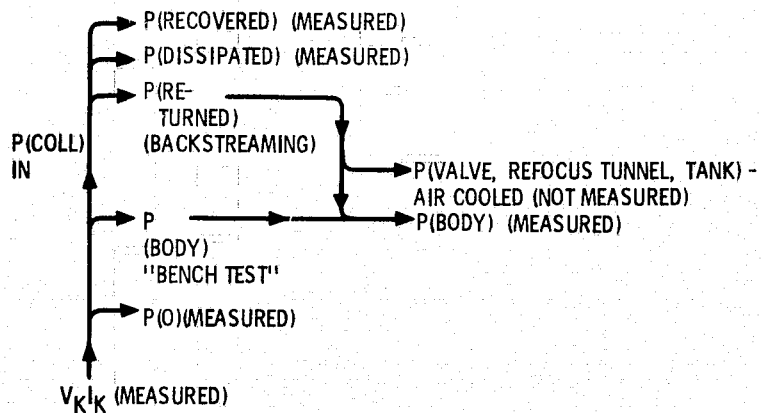 P(RECOVERED) (MEASURED)
P(DISSIPATED) (MEASURED)
P(RE-
TURNED)
(BACKSTREAMING)
P(COLL)
IN
P(VALVE, REFOCUS TUNNEL, TANK) -
AIR COOLED (NOT MEASURED)
P
(BODY)
"BENCH TEST"
P(BODY) (MEASURED)
P(O)(MEASURED)
VKIK (MEASURED)